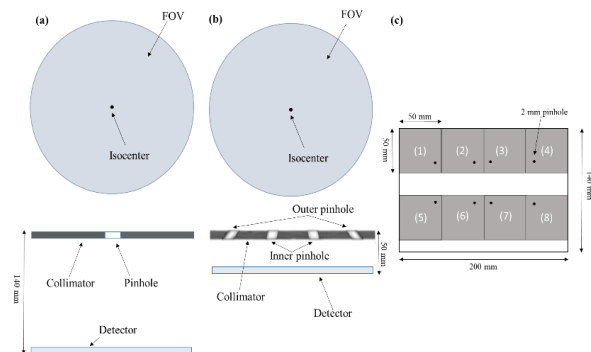 (a)
FOV
Isocenter
Collimator
Pinhole
140 mm
Detector
(b)
FOV
Isocenter
Outer pinhole
Inner pinhole
Collimator
50 mm
Detector
(c)
50 mm
2 mm pinhole
50 mm
(1)
(2)
(3)
(4)
(5)
(6)
(7)
(8)
200 mm